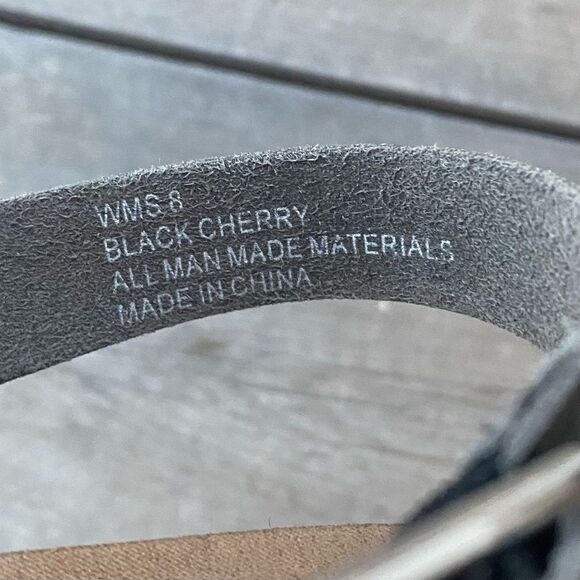 WMS 8
BLACK CHERRY
ALL MAN MADE MATERIALS
MADE IN CHINA